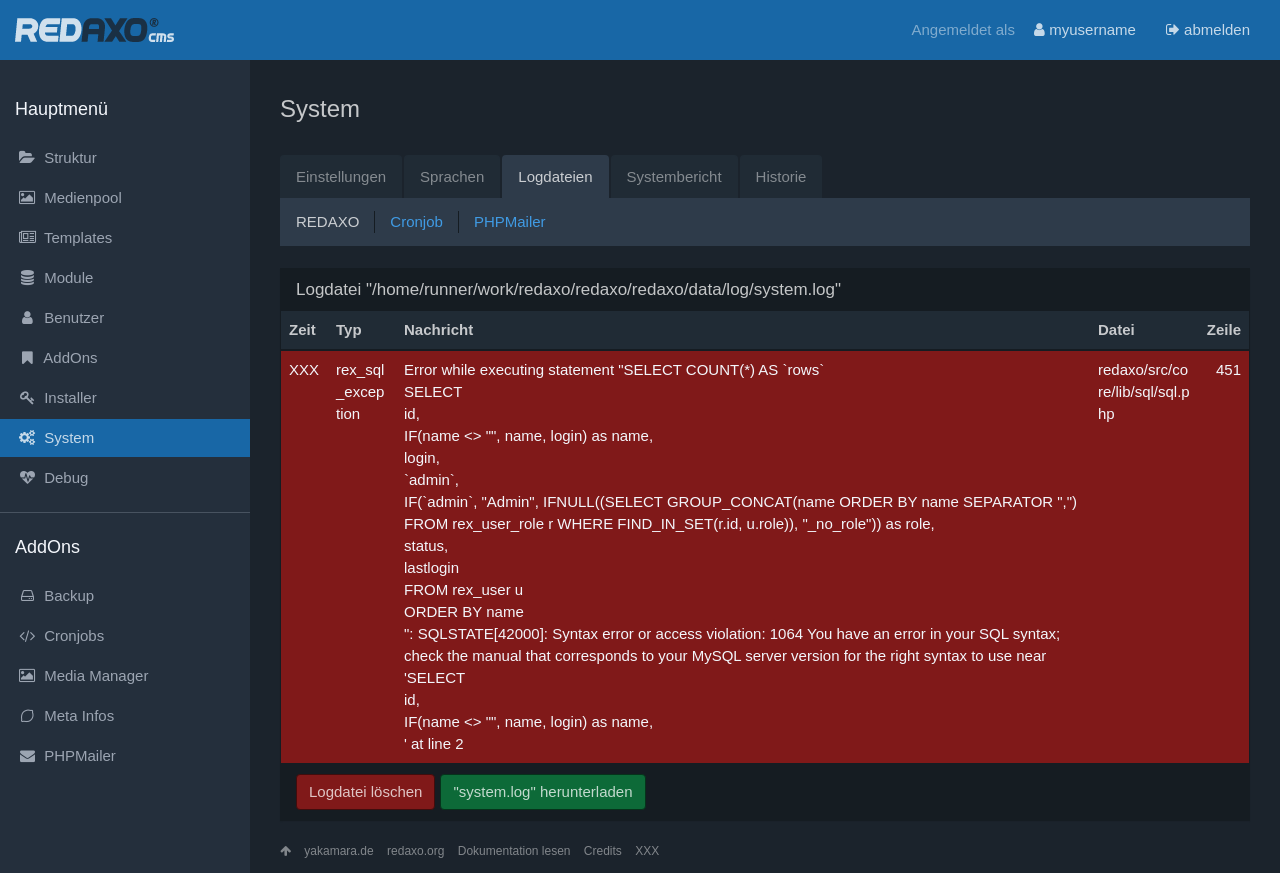 REDAXO® cms
Angemeldet als myusername abmelden
Hauptmenü
Struktur
Medienpool
Templates
Module
Benutzer
AddOns
Installer
System
Debug
AddOns
Backup
Cronjobs
Media Manager
Meta Infos
PHPMailer
System
Einstellungen Sprachen Logdateien Systembericht Historie
REDAXO Cronjob PHPMailer
Logdatei "/home/runner/work/redaxo/redaxo/redaxo/data/log/system.log"
Zeit Typ Nachricht Datei Zeile
XXX rex_sql Error while executing statement "SELECT COUNT(*) AS `rows` redaxo/src/co 451
_excep SELECT re/lib/sql/sql.p
tion id, hp
IF(name <> "", name, login) as name,
login,
`admin`,
IF(`admin`, "Admin", IFNULL((SELECT GROUP_CONCAT(name ORDER BY name SEPARATOR ",")
FROM rex_user_role r WHERE FIND_IN_SET(r.id, u.role)), "_no_role")) as role,
status,
lastlogin
FROM rex_user u
ORDER BY name
": SQLSTATE[42000]: Syntax error or access violation: 1064 You have an error in your SQL syntax;
check the manual that corresponds to your MySQL server version for the right syntax to use near
'SELECT
id,
IF(name <> "", name, login) as name,
' at line 2
Logdatei löschen "system.log" herunterladen
yakamara.de redaxo.org Dokumentation lesen Credits XXX